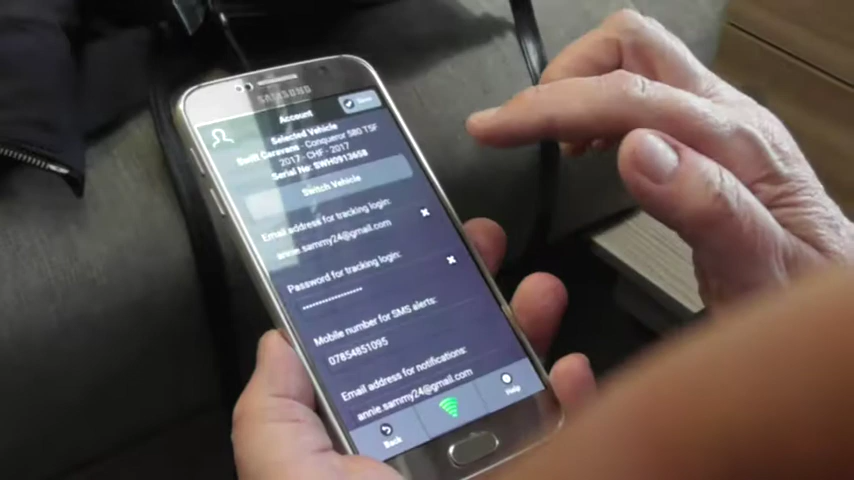 SAMSUNG
Account
Save
Selected Vehicle
Swift Caravans - Conqueror 580 TSF
2017 - CHF - 2017
Serial No: SWH0913658
Switch Vehicle
Email address for tracking login:
annie.sammy24@gmail.com
Password for tracking login:
Mobile number for SMS alerts:
07854851095
Email address for notifications:
annie.sammy24@gmail.com
Back
Help